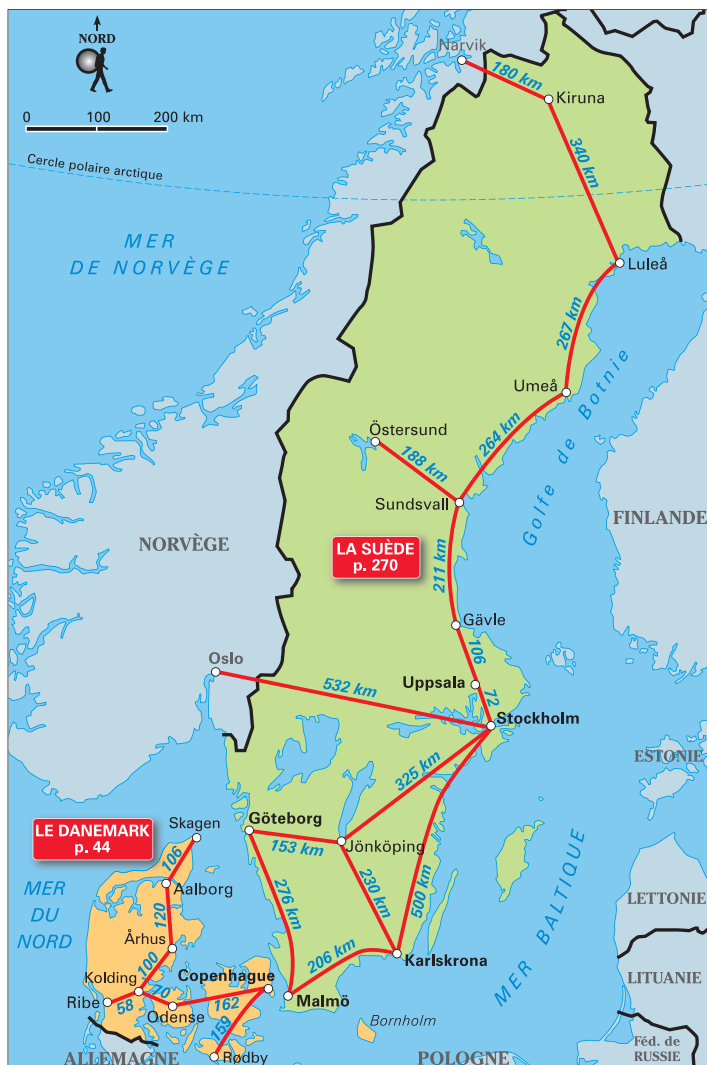 NORD
0 100 200 km
Cercle polaire arctique
MER
DE NORVÈGE
Narvik
180 km
Kiruna
340 km
Luleå
267 km
Umeå
264 km
Golfe de Botnie
Östersund
188 km
Sundsvall
FINLANDE
NORVÈGE
LA SUÈDE
p. 270
211 km
Gävle
106
Oslo
532 km
Uppsala
72
Stockholm
ESTONIE
325 km
LE DANEMARK
p. 44
Skagen
Göteborg
153 km
Jönköping
106
Aalborg
MER
DU
NORD
120
276 km
230 km
500 km
MER BALTIQUE
LETTONIE
Århus
100
Kolding
Copenhague
206 km
Karlskrona
LITUANIE
Ribe
58
70
Odense
162
Malmö
159
Bornholm
Rødby
ALLEMAGNE
POLOGNE
Féd. de
RUSSIE